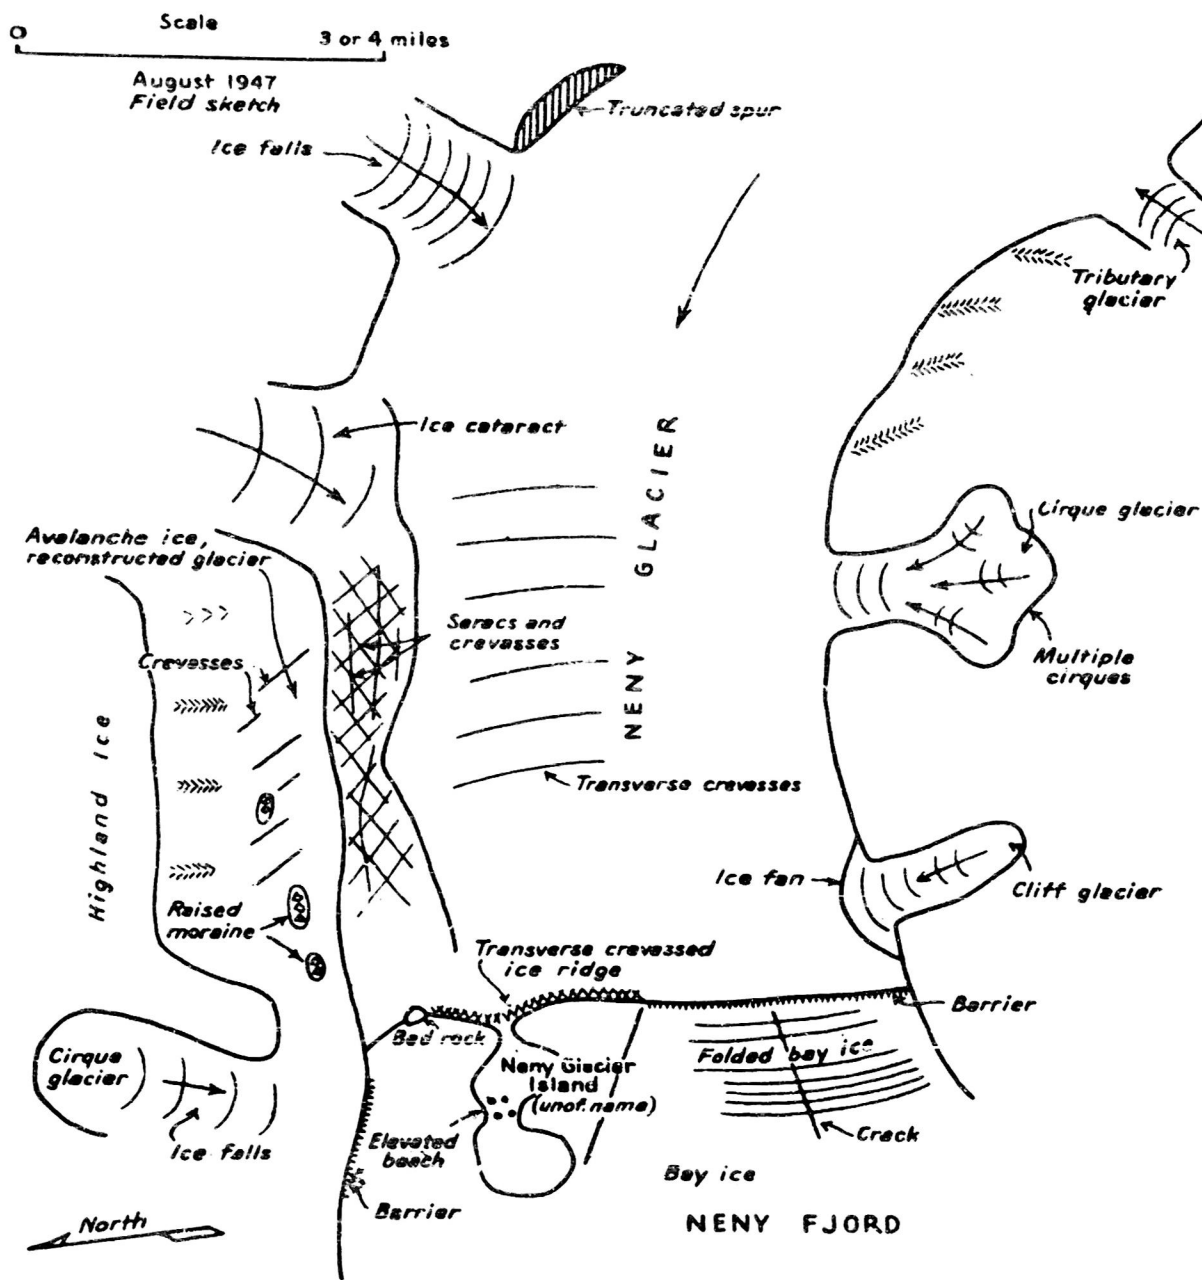 Scale
0
3 or 4 miles
August 1947
Field sketch
Truncated spur
Ice falls
Tributary
glacier
Ice cataract
NENY GLACIER
Cirque glacier
Avalanche ice,
reconstructed glacier
Seracs and
crevasses
Crevasses
Multiple
cirques
Highland Ice
Transverse crevasses
Ice fan
Cliff glacier
Raised
moraine
Transverse crevassed
ice ridge
Barrier
Bed rock
Folded bay ice
Cirque
glacier
Neny Glacier
Island
(unof. name)
Elevated
beach
Crack
Ice falls
Bay ice
Barrier
North
NENY FJORD